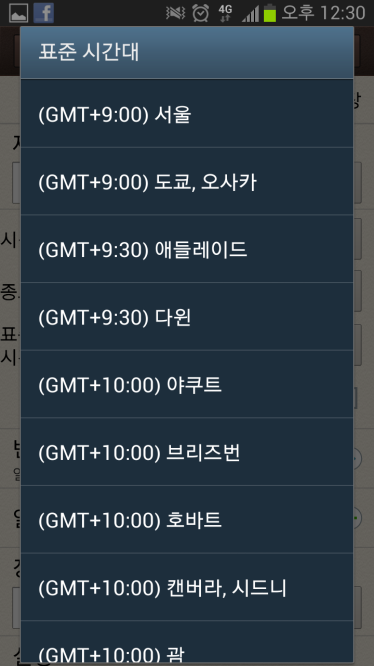 4G 오후 12:30
표준 시간대
(GMT+9:00) 서울
(GMT+9:00) 도쿄, 오사카
(GMT+9:30) 애들레이드
(GMT+9:30) 다윈
(GMT+10:00) 야쿠트
(GMT+10:00) 브리즈번
(GMT+10:00) 호바트
(GMT+10:00) 캔버라, 시드니
(GMT+10:00) 괌